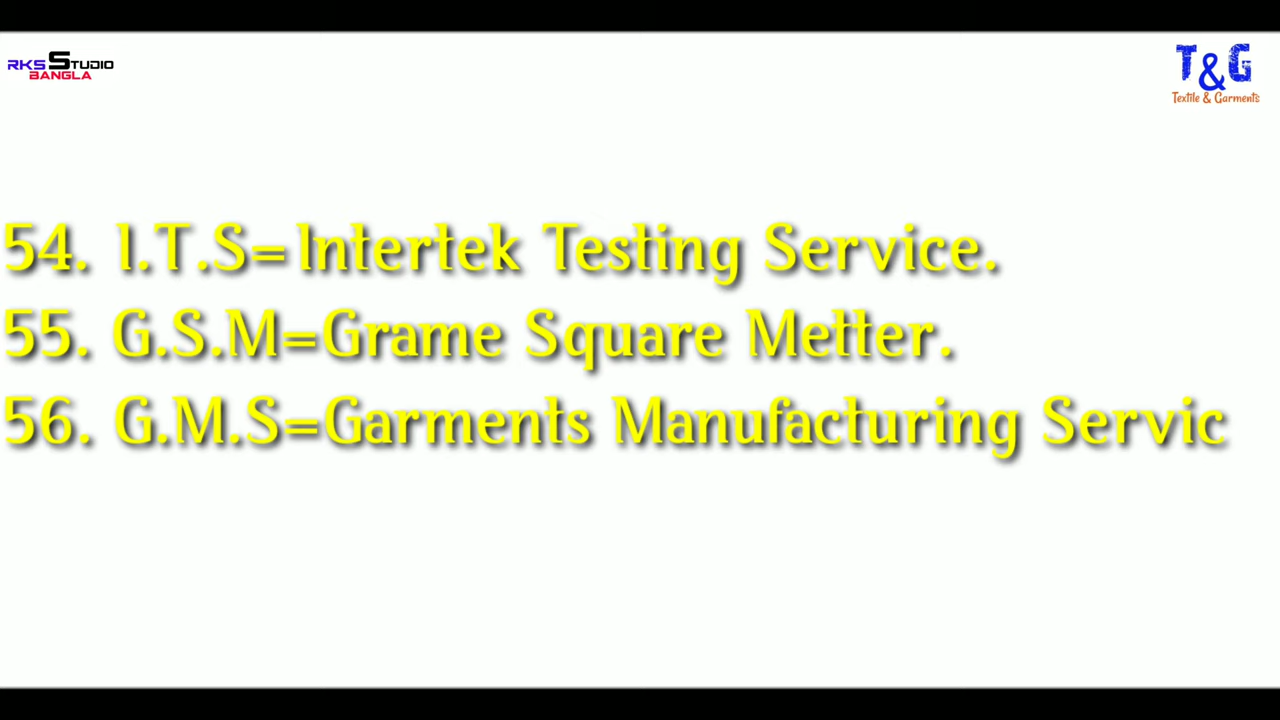 RKS STUDIO
BANGLA
T&G
Textile & Garments
54. I.T.S=Intertek Testing Service.
55. G.S.M=Grame Square Metter.
56. G.M.S=Garments Manufacturing Servic